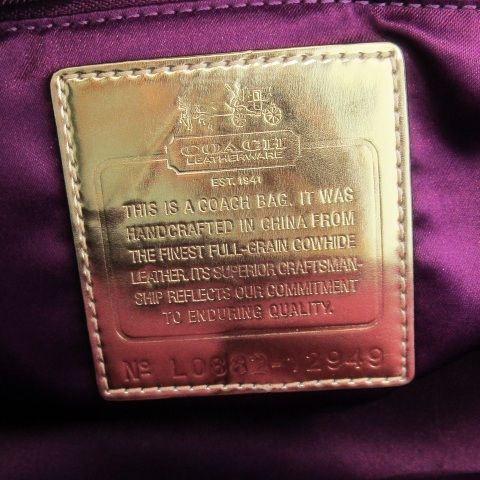 COACH
LEATHERWARE
EST. 1941
THIS IS A COACH BAG. IT WAS
HANDCRAFTED IN CHINA FROM
THE FINEST FULL-GRAIN COWHIDE
LEATHER. ITS SUPERIOR CRAFTSMAN-
SHIP REFLECTS OUR COMMITMENT
TO ENDURING QUALITY.
Nº L0882-12949